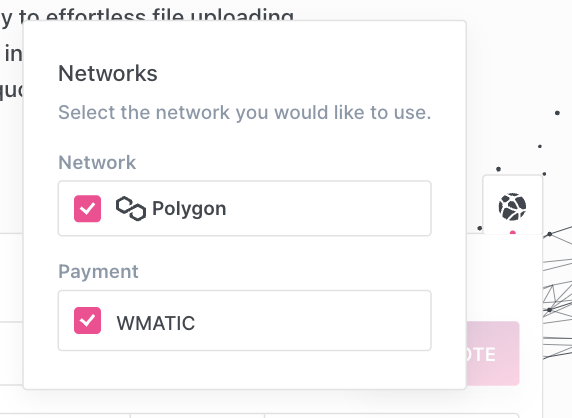 y to effortless file uploading
in
Networks
Select the network you would like to use.
Network
Polygon
Payment
WMATIC
OTE